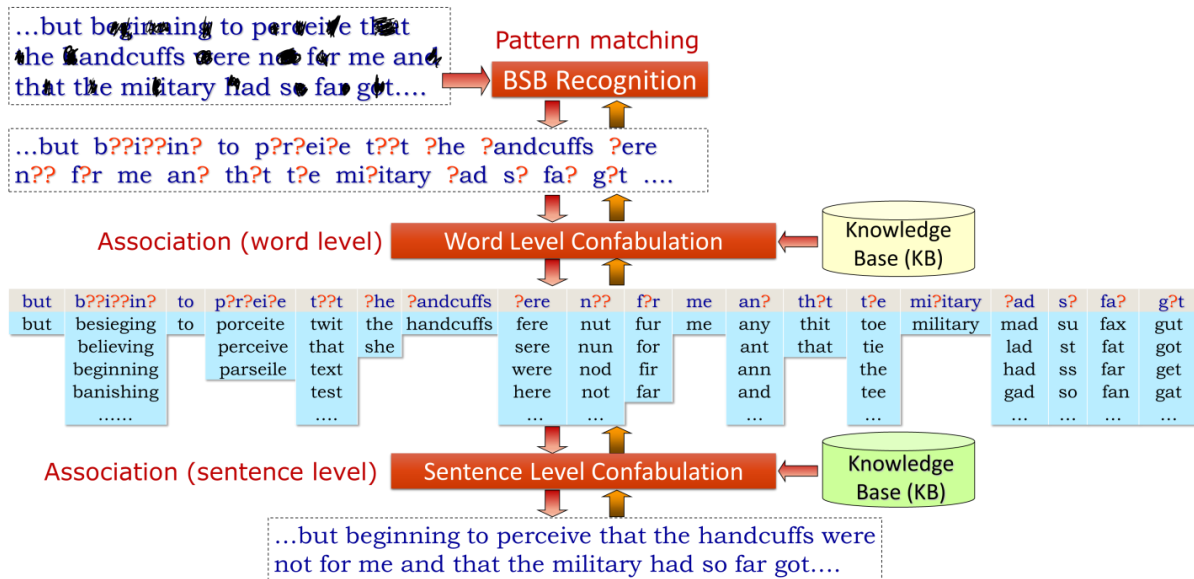 ...but beginning to perceive that
the handcuffs were not for me and
that the military had so far got....
Pattern matching
BSB Recognition
...but b??i??in? to p?r?ei?e t??t ?he ?andcuffs ?ere
n?? f?r me an? th?t t?e mi?itary ?ad s? fa? g?t ....
Association (word level)
Word Level Confabulation
Knowledge
Base (KB)
but b??i??in? to p?r?ei?e t??t ?he ?andcuffs ?ere n?? f?r me an? th?t t?e mi?itary ?ad s? fa? g?t
but besieging to porceite twit the handcuffs fere nut fur me any thit toe military mad su fax gut
believing perceive that she sere nun for ant that tie lad st fat got
beginning parseile text were nod fir ann the had ss far get
banishing test here not far and tee gad so fan gat
...... .... ... ... ... ... ... ... ... ...
Association (sentence level)
Sentence Level Confabulation
Knowledge
Base (KB)
...but beginning to perceive that the handcuffs were
not for me and that the military had so far got....